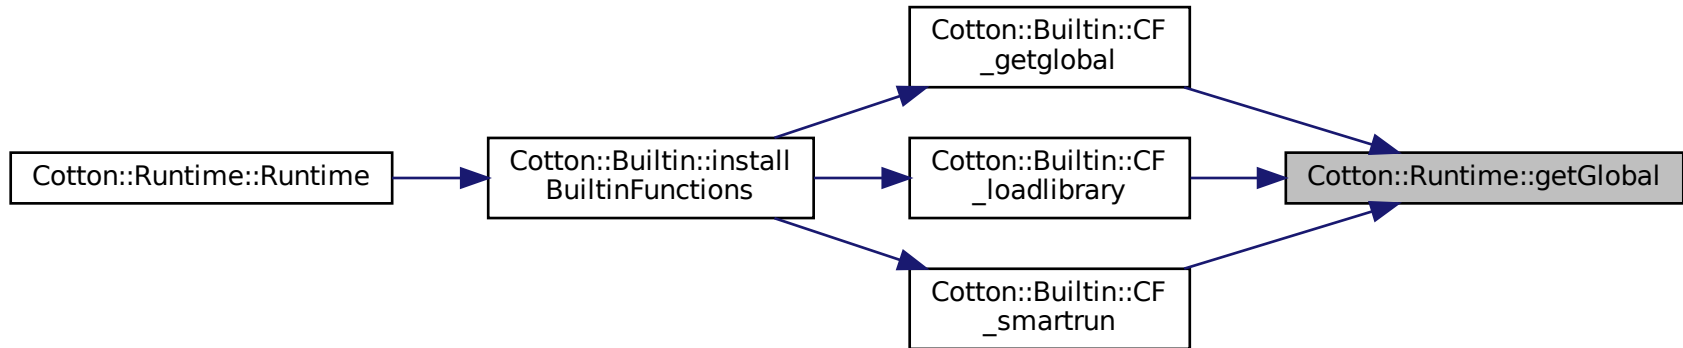 Cotton::Runtime::Runtime
Cotton::Builtin::install
BuiltinFunctions
Cotton::Builtin::CF
_getglobal
Cotton::Builtin::CF
_loadlibrary
Cotton::Builtin::CF
_smartrun
Cotton::Runtime::getGlobal